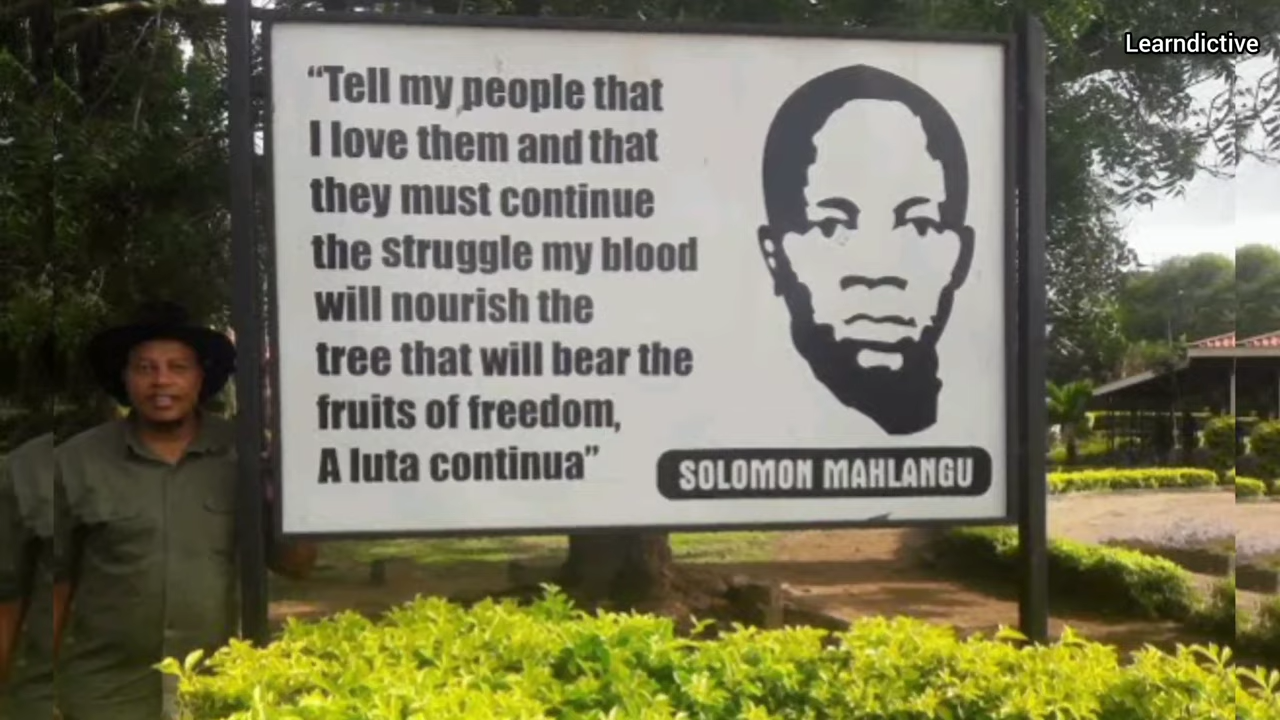 Learndictive
“Tell my people that
I love them and that
they must continue
the struggle my blood
will nourish the
tree that will bear the
fruits of freedom,
A luta continua”
SOLOMON MAHLANGU